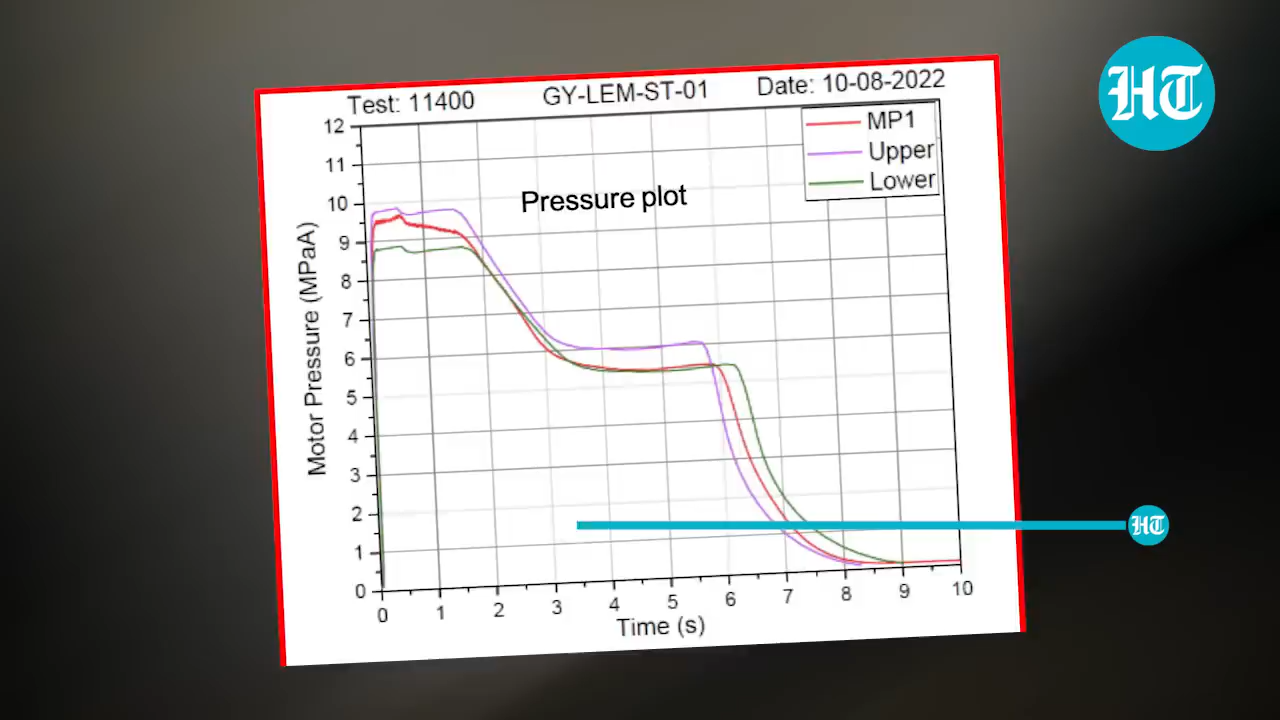 HT
Test: 11400 GY-LEM-ST-01 Date: 10-08-2022
MP1
Upper
Lower
Pressure plot
Motor Pressure (MPaA)
12
11
10
9
8
7
6
5
4
3
2
1
0
0 1 2 3 4 5 6 7 8 9 10
Time (s)
HT